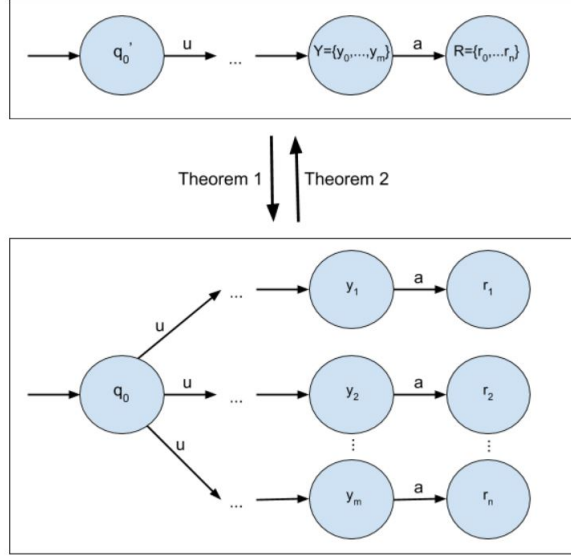 q₀' u ... Y={y₀,...,yₘ} a R={r₀,...rₙ}
Theorem 1 Theorem 2
... y₁ a r₁
u
q₀ u ... y₂ a r₂
u ⋮ ⋮
... yₘ a rₙ